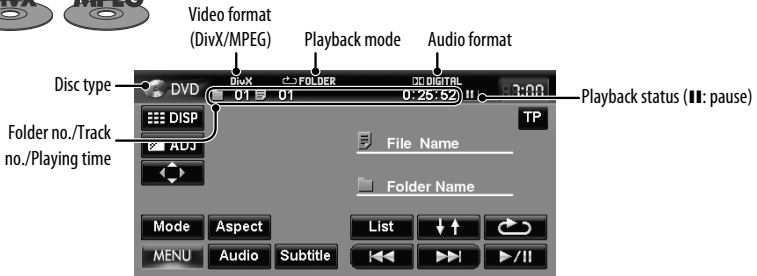 DivX MPEG
Video format
(DivX/MPEG)
Playback mode
Audio format
Disc type
DVD
DivX FOLDER DIGITAL
01 01 0:25:52
Playback status (II: pause)
DISP
TP
Folder no./Track
no./Playing time
ADJ
File Name
Folder Name
Mode Aspect List
MENU Audio Subtitle